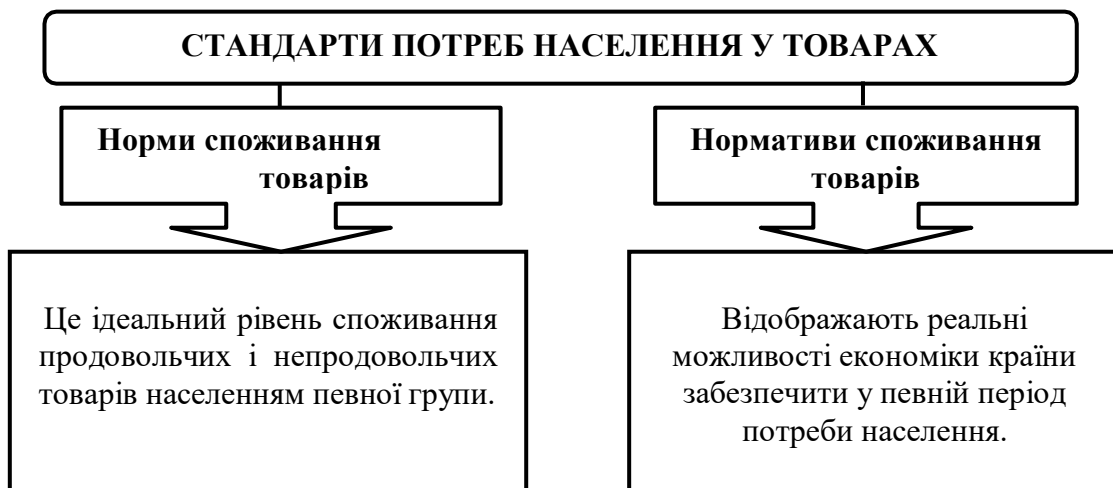 СТАНДАРТИ ПОТРЕБ НАСЕЛЕННЯ У ТОВАРАХ
Норми споживання
товарів
Нормативи споживання
товарів
Це ідеальний рівень споживання
продовольчих і непродовольчих
товарів населенням певної групи.
Відображають реальні
можливості економіки країни
забезпечити у певній період
потреби населення.